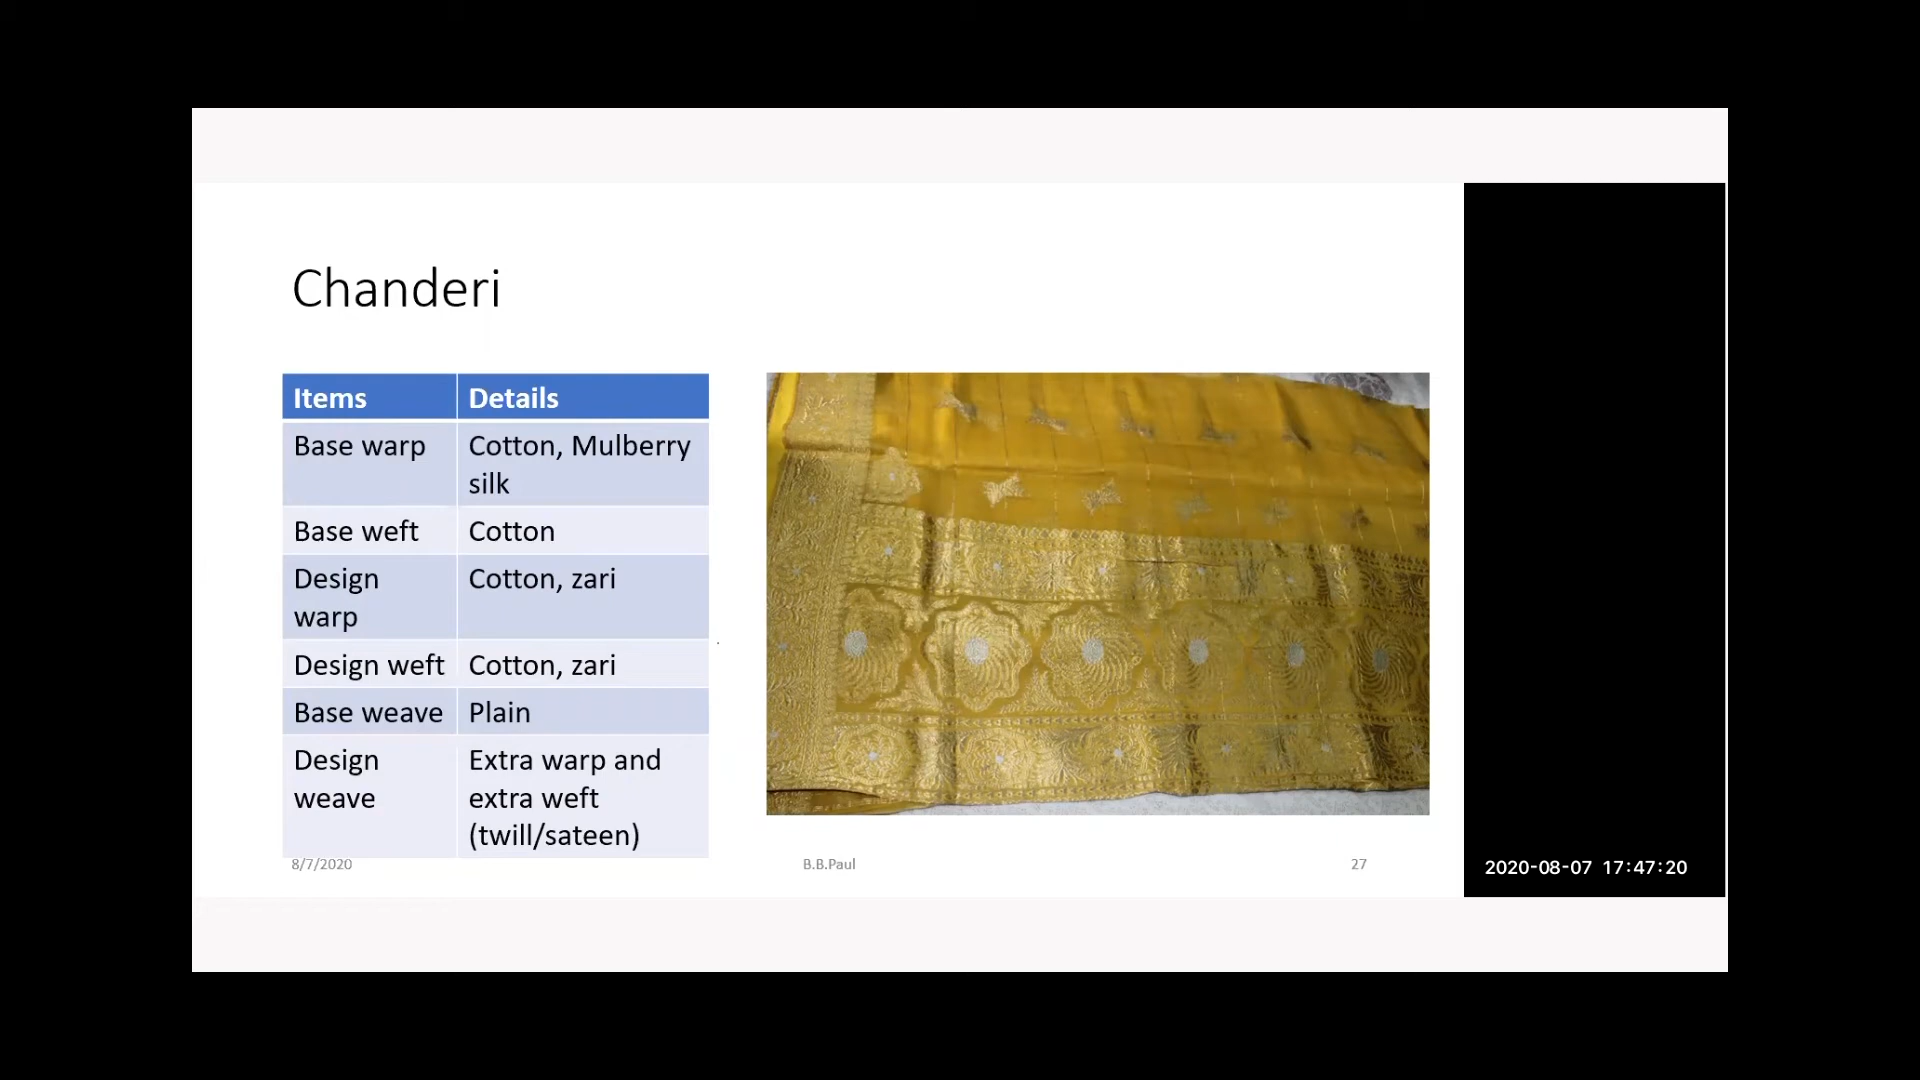 Chanderi
Items Details
Base warp Cotton, Mulberry
silk
Base weft Cotton
Design Cotton, zari
warp
Design weft Cotton, zari
Base weave Plain
Design Extra warp and
weave extra weft
(twill/sateen)
8/7/2020 B.B.Paul 27
2020-08-07 17:47:20